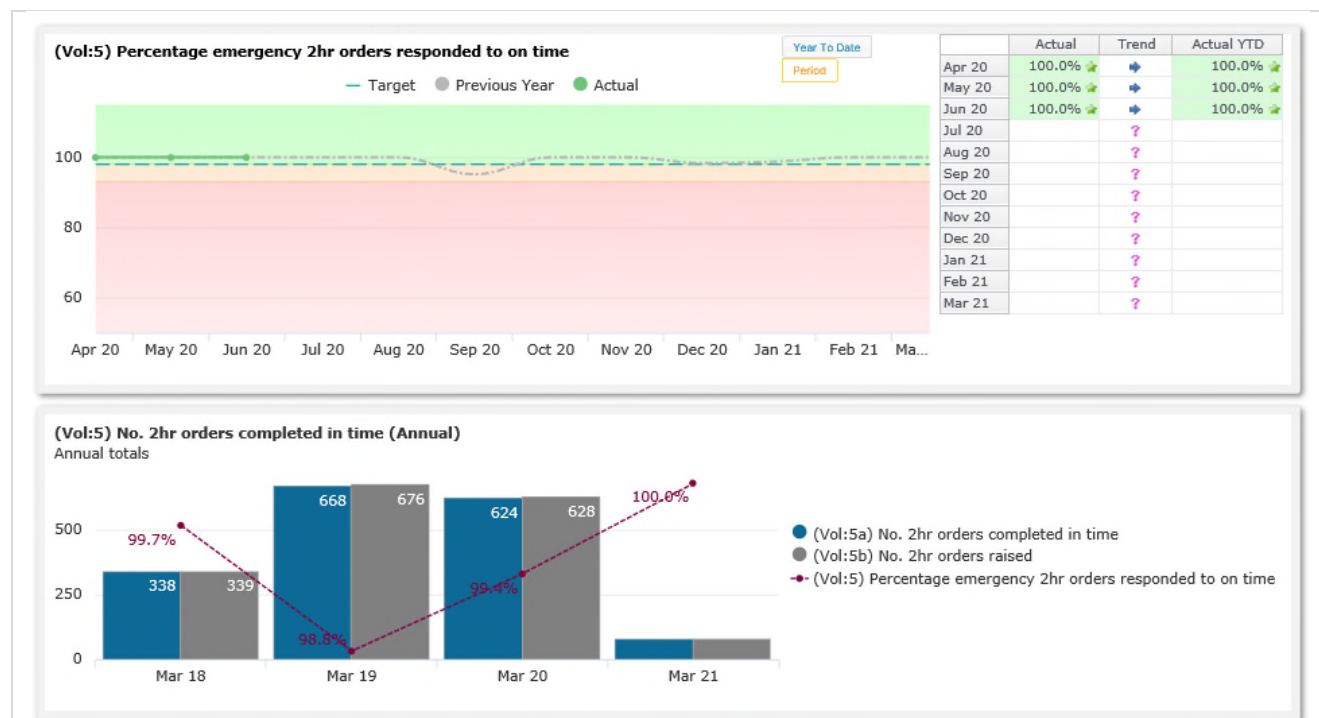 (Vol:5) Percentage emergency 2hr orders responded to on time
Year To Date
Period
Target Previous Year Actual
100
80
60
Apr 20 May 20 Jun 20 Jul 20 Aug 20 Sep 20 Oct 20 Nov 20 Dec 20 Jan 21 Feb 21 Ma...
Actual Trend Actual YTD
Apr 20 100.0% 100.0%
May 20 100.0% 100.0%
Jun 20 100.0% 100.0%
Jul 20 ?
Aug 20 ?
Sep 20 ?
Oct 20 ?
Nov 20 ?
Dec 20 ?
Jan 21 ?
Feb 21 ?
Mar 21 ?
(Vol:5) No. 2hr orders completed in time (Annual)
Annual totals
500
250
0
99.7%
338 339
98.8%
668 676
99.4%
624 628
100.0%
Mar 18 Mar 19 Mar 20 Mar 21
(Vol:5a) No. 2hr orders completed in time
(Vol:5b) No. 2hr orders raised
(Vol:5) Percentage emergency 2hr orders responded to on time